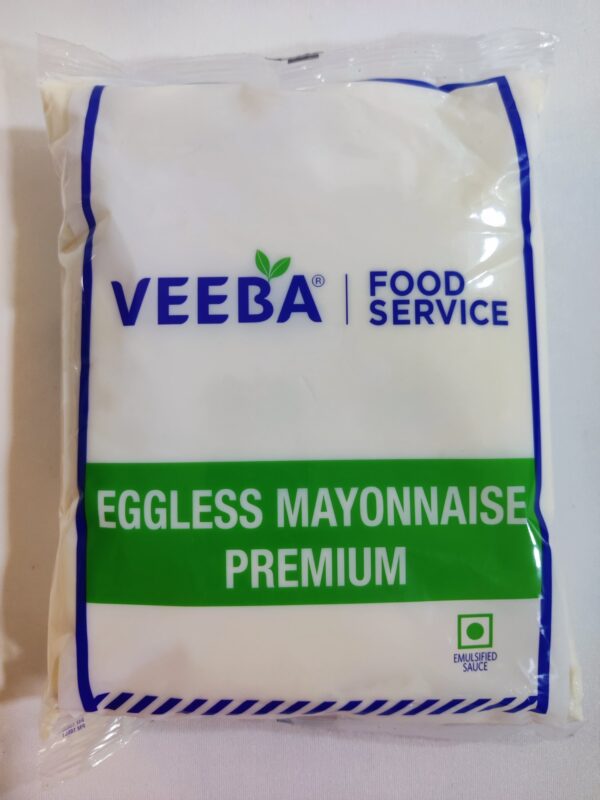 VEEBA® | FOOD SERVICE
EGGLESS MAYONNAISE
PREMIUM
EMULSIFIED
SAUCE